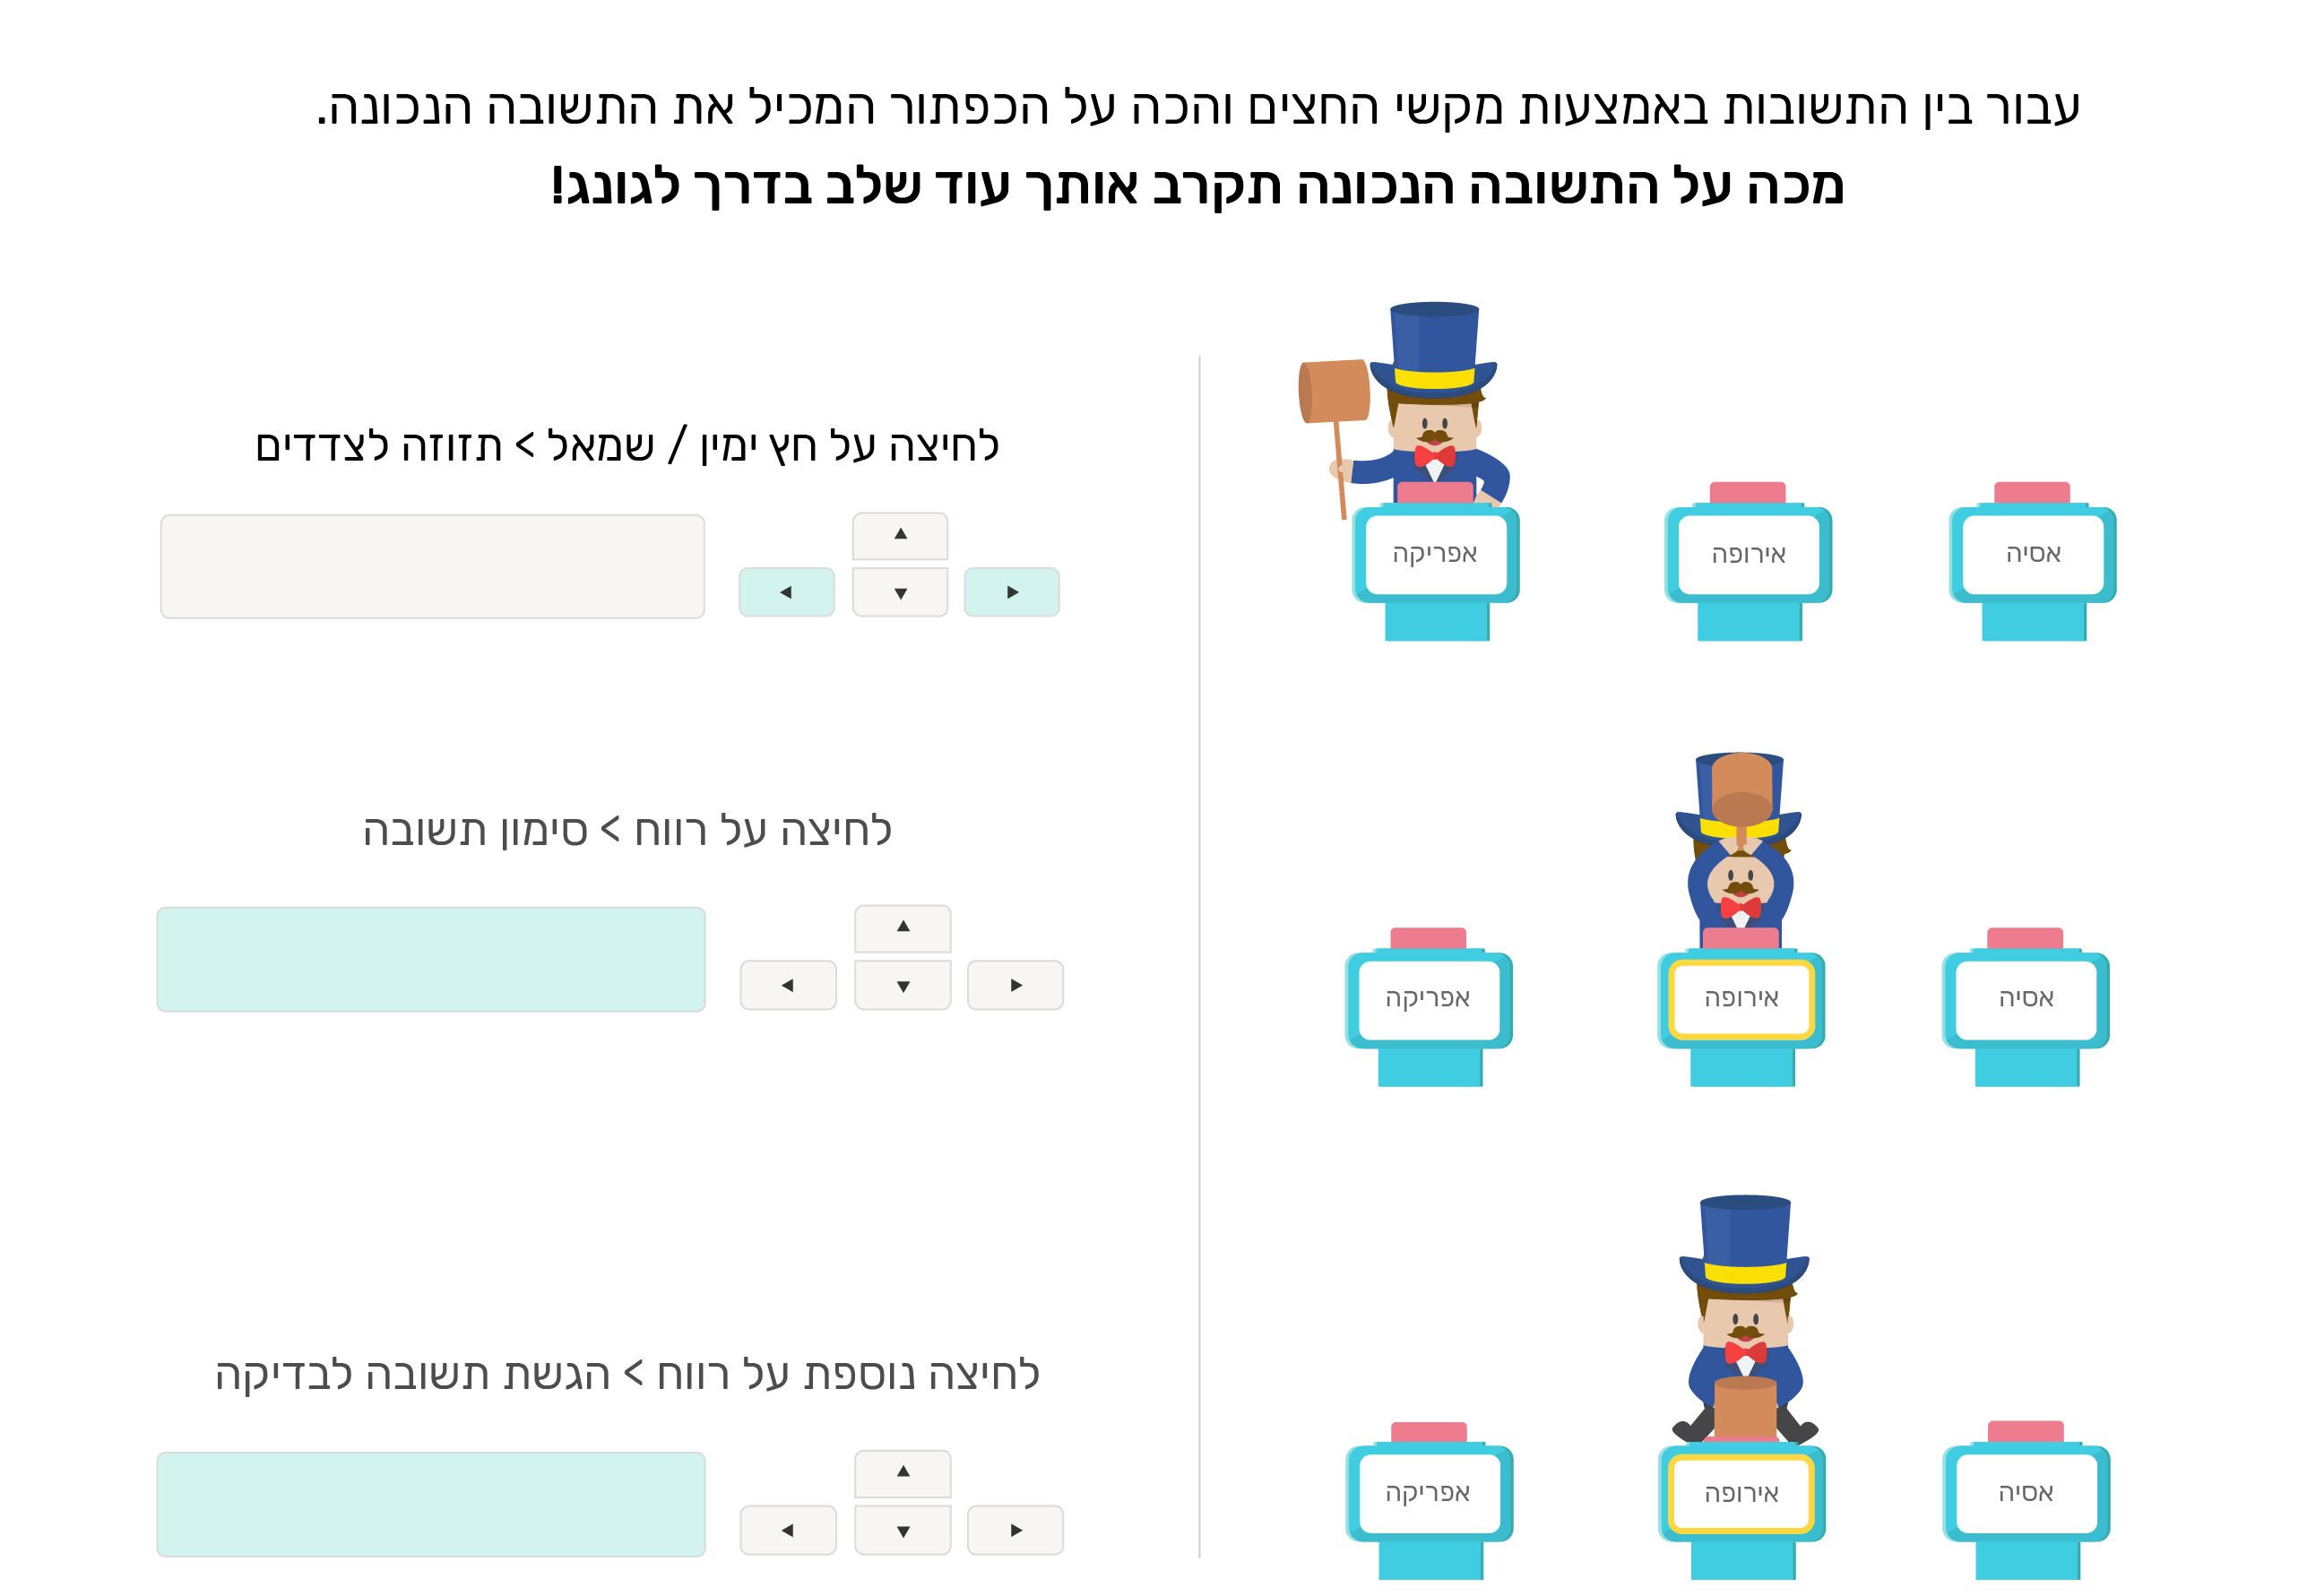 עבור בין התשובות באמצעות מקשי החצים והכה על הכפתור המכיל את התשובה הנכונה.
מכה על התשובה הנכונה תקרב אותך עוד שלב בדרך לגונג!
אסיה
אירופה
אפריקה
לחיצה על חץ ימין / שמאל > תזוזה לצדדים
אסיה
אירופה
אפריקה
לחיצה על רווח > סימון תשובה
אסיה
אירופה
אפריקה
לחיצה נוספת על רווח > הגשת תשובה לבדיקה